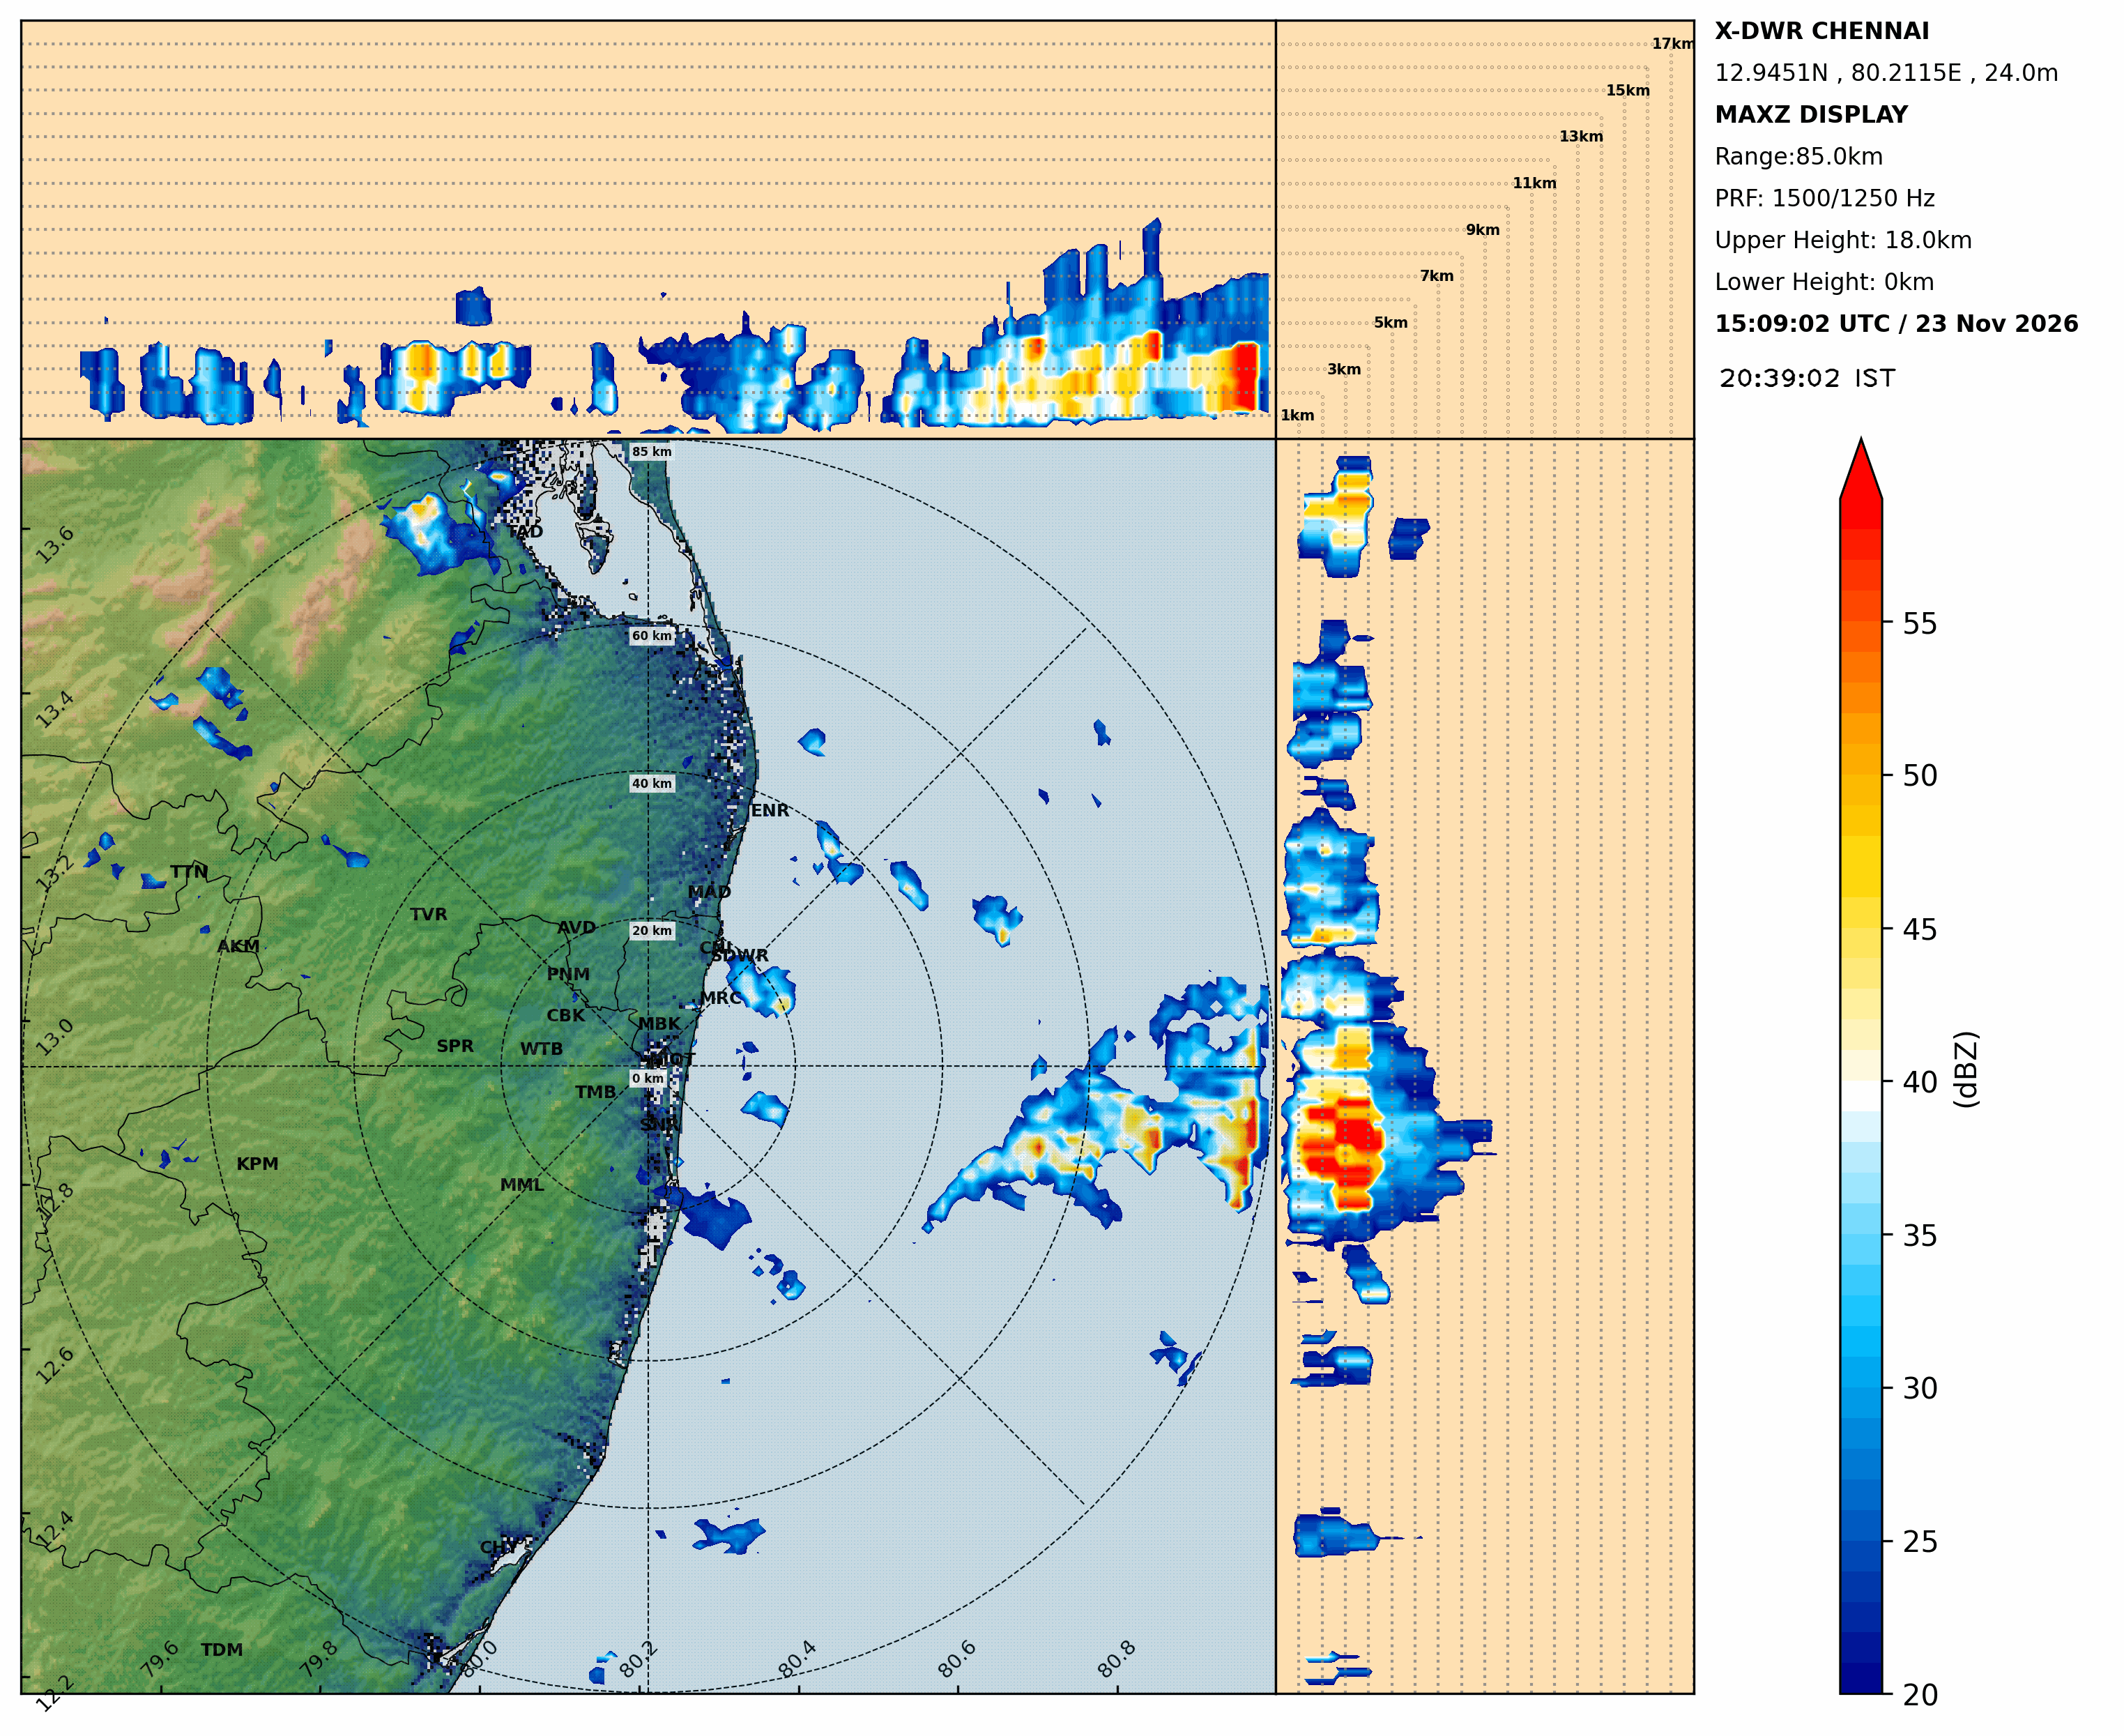 17km
15km
13km
11km
9km
7km
5km
3km
1km
X-DWR CHENNAI
12.9451N , 80.2115E , 24.0m
MAXZ DISPLAY
Range:85.0km
PRF: 1500/1250 Hz
Upper Height: 18.0km
Lower Height: 0km
15:09:02 UTC / 23 Nov 2026
20:39:02 IST
85 km
TAD
13.6
60 km
13.4
40 km
ENR
13.2
TTN
MAD
TVR
AVD
20 km
AKM
SDWR
PNM
MRC
CBK
MBK
13.0
SPR
WTB
0 km
TMB
SNR
KPM
MML
12.8
12.6
12.4
CHY
TDM
12.2
79.6
79.8
80.0
80.2
80.4
80.6
80.8
55
50
45
40
35
30
25
20
(dBZ)